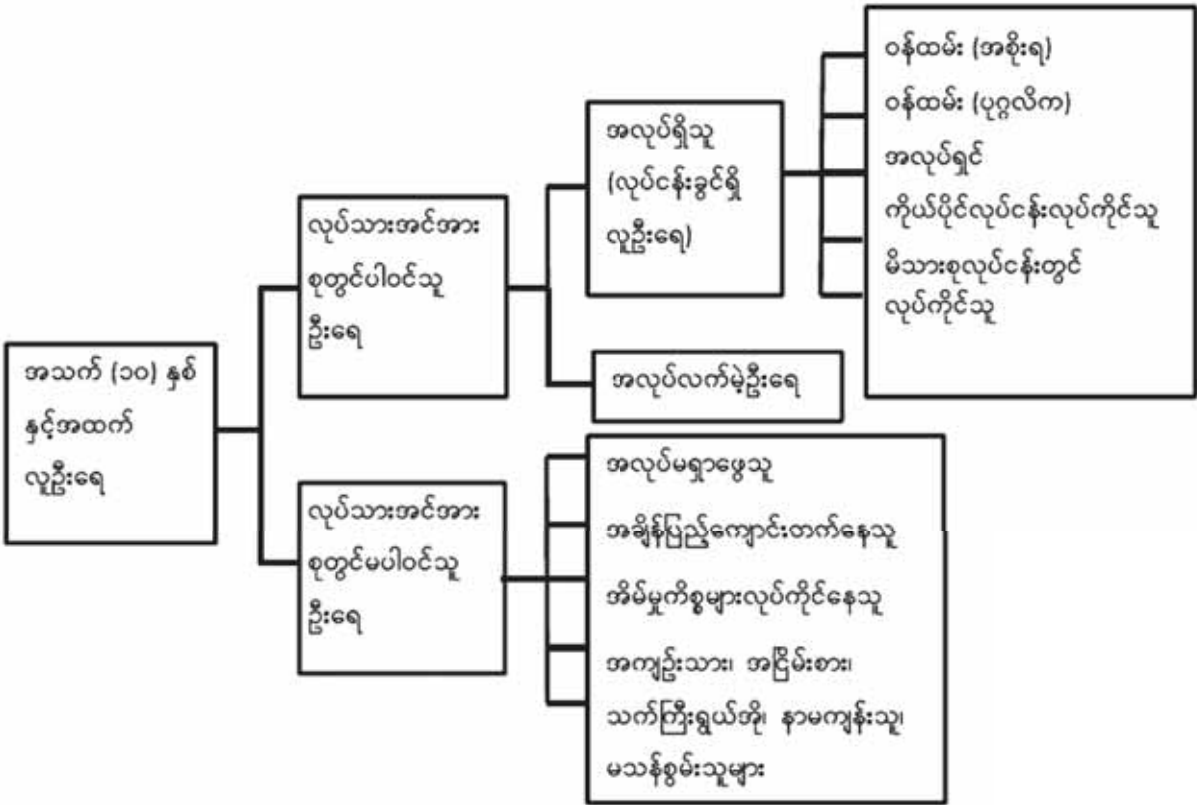 အသက် (၁၀) နှစ်
နှင့်အထက်
လူဦးရေ
လုပ်သားအင်အား
စုတွင်ပါဝင်သူ
ဦးရေ
အလုပ်ရှိသူ
(လုပ်ငန်းခွင်ရှိ
လူဦးရေ)
ဝန်ထမ်း (အစိုးရ)
ဝန်ထမ်း (ပုဂ္ဂလိက)
အလုပ်ရှင်
ကိုယ်ပိုင်လုပ်ငန်းလုပ်ကိုင်သူ
မိသားစုလုပ်ငန်းတွင်
လုပ်ကိုင်သူ
အလုပ်လက်မဲ့ဦးရေ
လုပ်သားအင်အား
စုတွင်မပါဝင်သူ
ဦးရေ
အလုပ်မရှာဖွေသူ
အချိန်ပြည့်ကျောင်းတက်နေသူ
အိမ်မှုကိစ္စများလုပ်ကိုင်နေသူ
အကျဉ်းသား၊ အငြိမ်းစား၊
သက်ကြီးရွယ်အို၊ နာမကျန်းသူ၊
မသန်စွမ်းသူများ